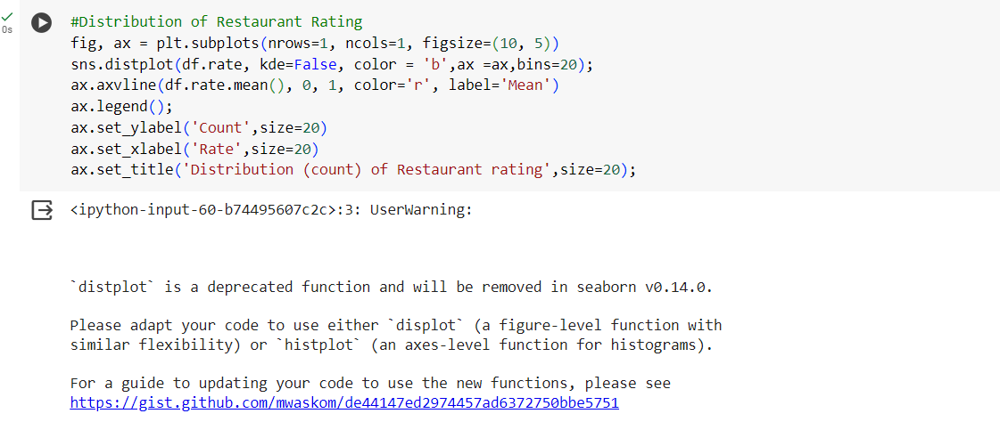 #Distribution of Restaurant Rating
fig, ax = plt.subplots(nrows=1, ncols=1, figsize=(10, 5))
0s
sns.distplot(df.rate, kde=False, color = 'b',ax =ax,bins=20);
ax.axvline(df.rate.mean(), 0, 1, color='r', label='Mean')
ax.legend();
ax.set_ylabel('Count',size=20)
ax.set_xlabel('Rate',size=20)
ax.set_title('Distribution (count) of Restaurant rating',size=20);
<ipython-input-60-b74495607c2c>:3: UserWarning:
`distplot` is a deprecated function and will be removed in seaborn v0.14.0.
Please adapt your code to use either `displot` (a figure-level function with
similar flexibility) or `histplot` (an axes-level function for histograms).
For a guide to updating your code to use the new functions, please see
https://gist.github.com/mwaskom/de44147ed2974457ad6372750bbe5751